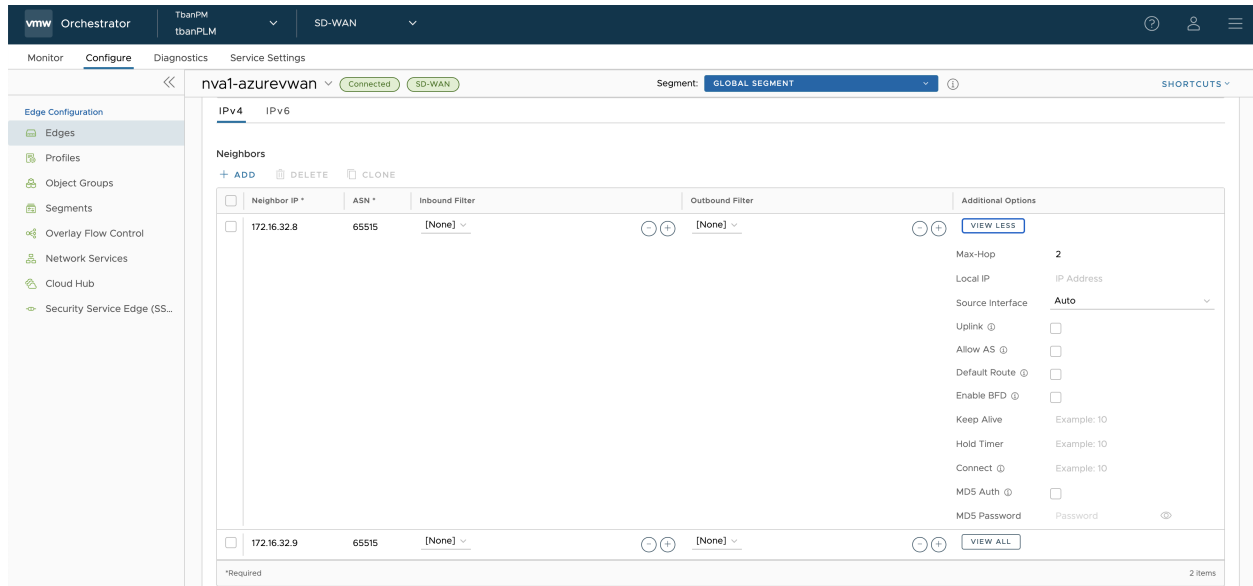 vmw Orchestrator
TbanPM
tbanPLM
SD-WAN
Monitor Configure Diagnostics Service Settings
nva1-azurevwan Connected SD-WAN Segment: GLOBAL SEGMENT SHORTCUTS
Edge Configuration
Edges
Profiles
Object Groups
Segments
Overlay Flow Control
Network Services
Cloud Hub
Security Service Edge (SS...
IPv4 IPv6
Neighbors
+ ADD DELETE CLONE
Neighbor IP * ASN * Inbound Filter Outbound Filter Additional Options
172.16.32.8 65515 [None] [None] VIEW LESS
Max-Hop 2
Local IP IP Address
Source Interface Auto
Uplink
Allow AS
Default Route
Enable BFD
Keep Alive Example: 10
Hold Timer Example: 10
Connect Example: 10
MD5 Auth
MD5 Password Password
172.16.32.9 65515 [None] [None] VIEW ALL
*Required 2 items